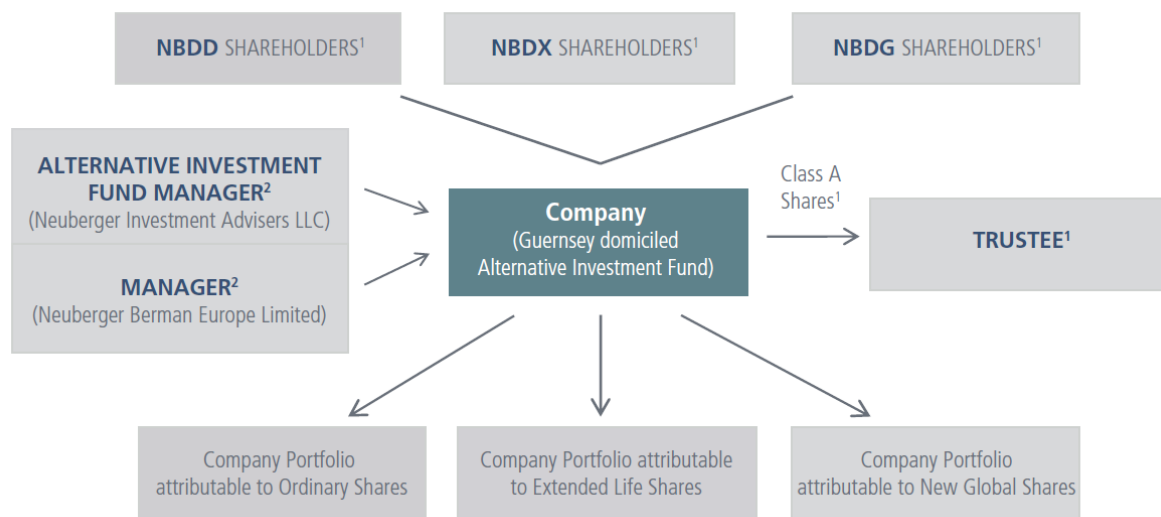 NBDD SHAREHOLDERS¹
NBDX SHAREHOLDERS¹
NBDG SHAREHOLDERS¹
ALTERNATIVE INVESTMENT
FUND MANAGER²
(Neuberger Investment Advisers LLC)
MANAGER²
(Neuberger Berman Europe Limited)
Company
(Guernsey domiciled
Alternative Investment Fund)
Class A
Shares¹
TRUSTEE¹
Company Portfolio
attributable to Ordinary Shares
Company Portfolio attributable
to Extended Life Shares
Company Portfolio
attributable to New Global Shares